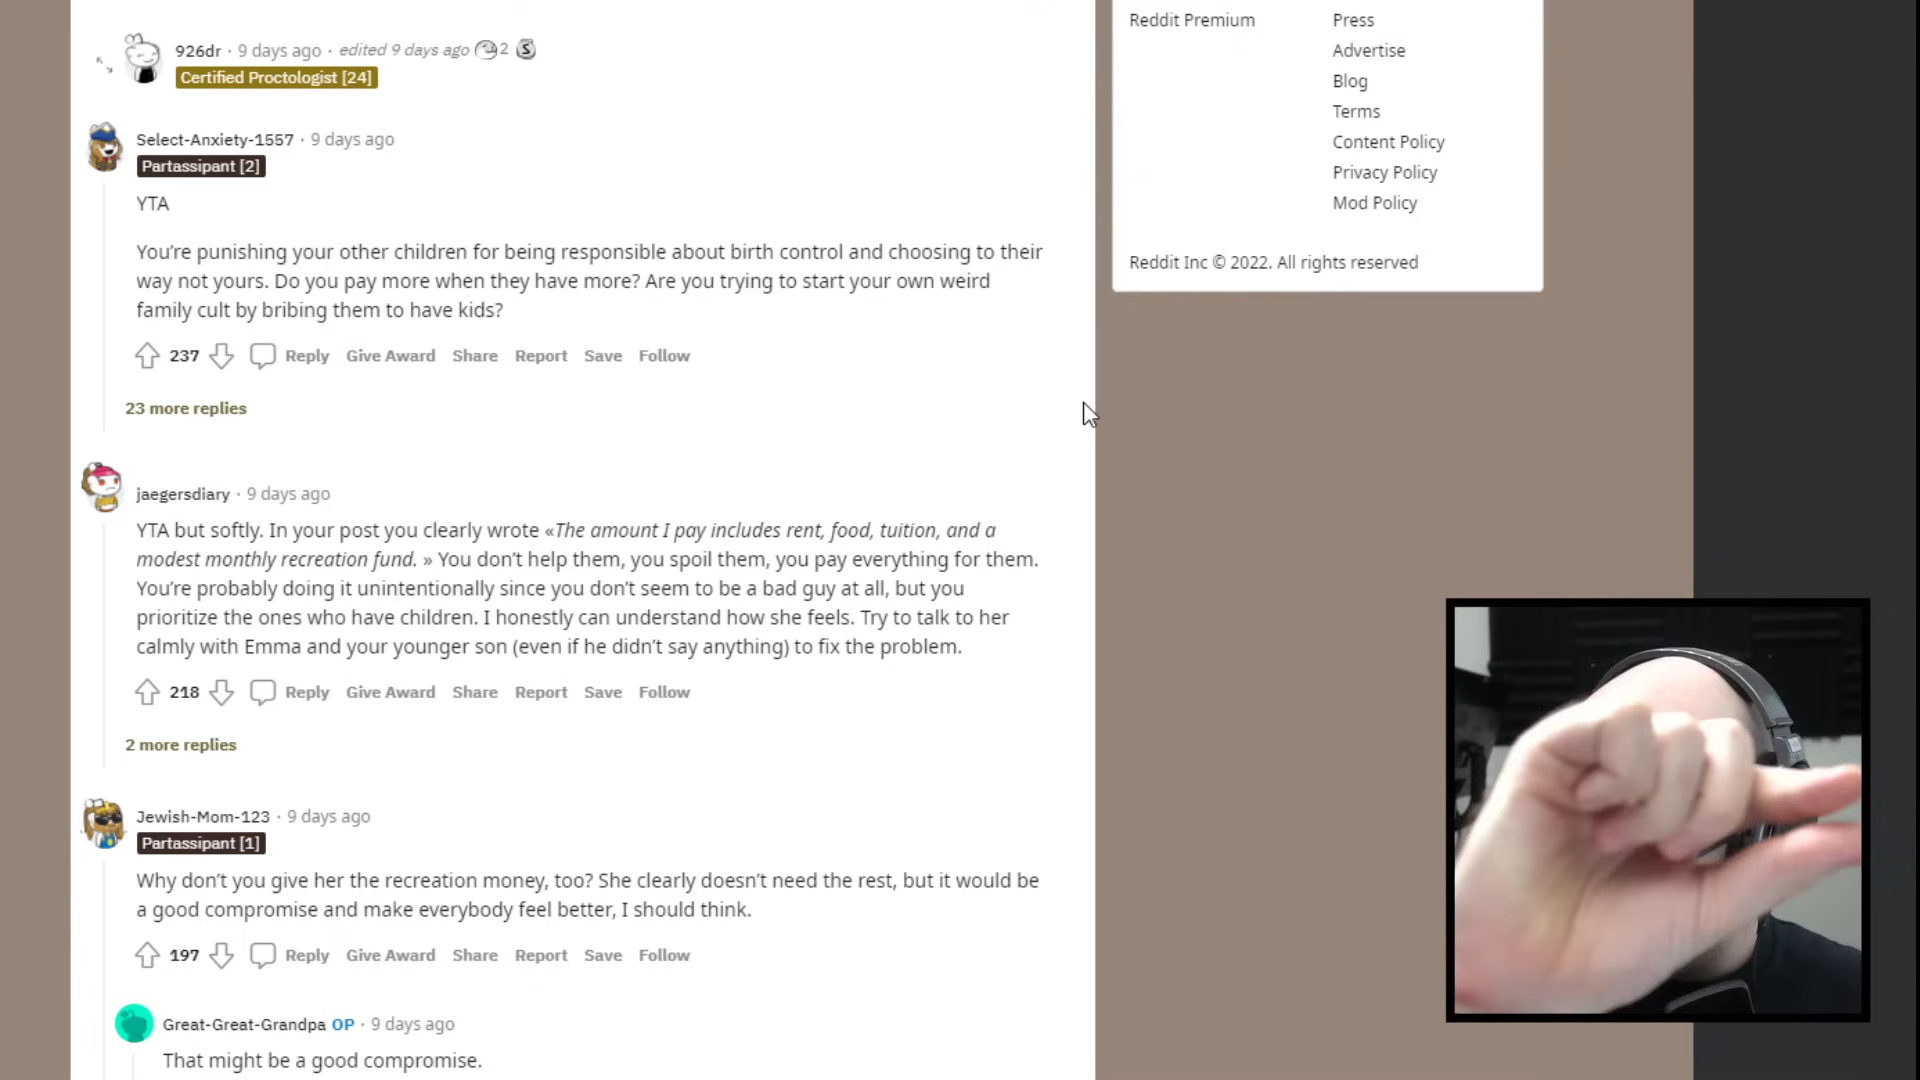 926dr · 9 days ago · edited 9 days ago 2
Certified Proctologist [24]
Select-Anxiety-1557 · 9 days ago
Partassipant [2]
YTA
You’re punishing your other children for being responsible about birth control and choosing to their
way not yours. Do you pay more when they have more? Are you trying to start your own weird
family cult by bribing them to have kids?
237 Reply Give Award Share Report Save Follow
23 more replies
jaegersdiary · 9 days ago
YTA but softly. In your post you clearly wrote «The amount I pay includes rent, food, tuition, and a
modest monthly recreation fund. » You don’t help them, you spoil them, you pay everything for them.
You’re probably doing it unintentionally since you don’t seem to be a bad guy at all, but you
prioritize the ones who have children. I honestly can understand how she feels. Try to talk to her
calmly with Emma and your younger son (even if he didn’t say anything) to fix the problem.
218 Reply Give Award Share Report Save Follow
2 more replies
Jewish-Mom-123 · 9 days ago
Partassipant [1]
Why don’t you give her the recreation money, too? She clearly doesn’t need the rest, but it would be
a good compromise and make everybody feel better, I should think.
197 Reply Give Award Share Report Save Follow
Great-Great-Grandpa OP · 9 days ago
That might be a good compromise.
Reddit Premium
Press
Advertise
Blog
Terms
Content Policy
Privacy Policy
Mod Policy
Reddit Inc © 2022. All rights reserved